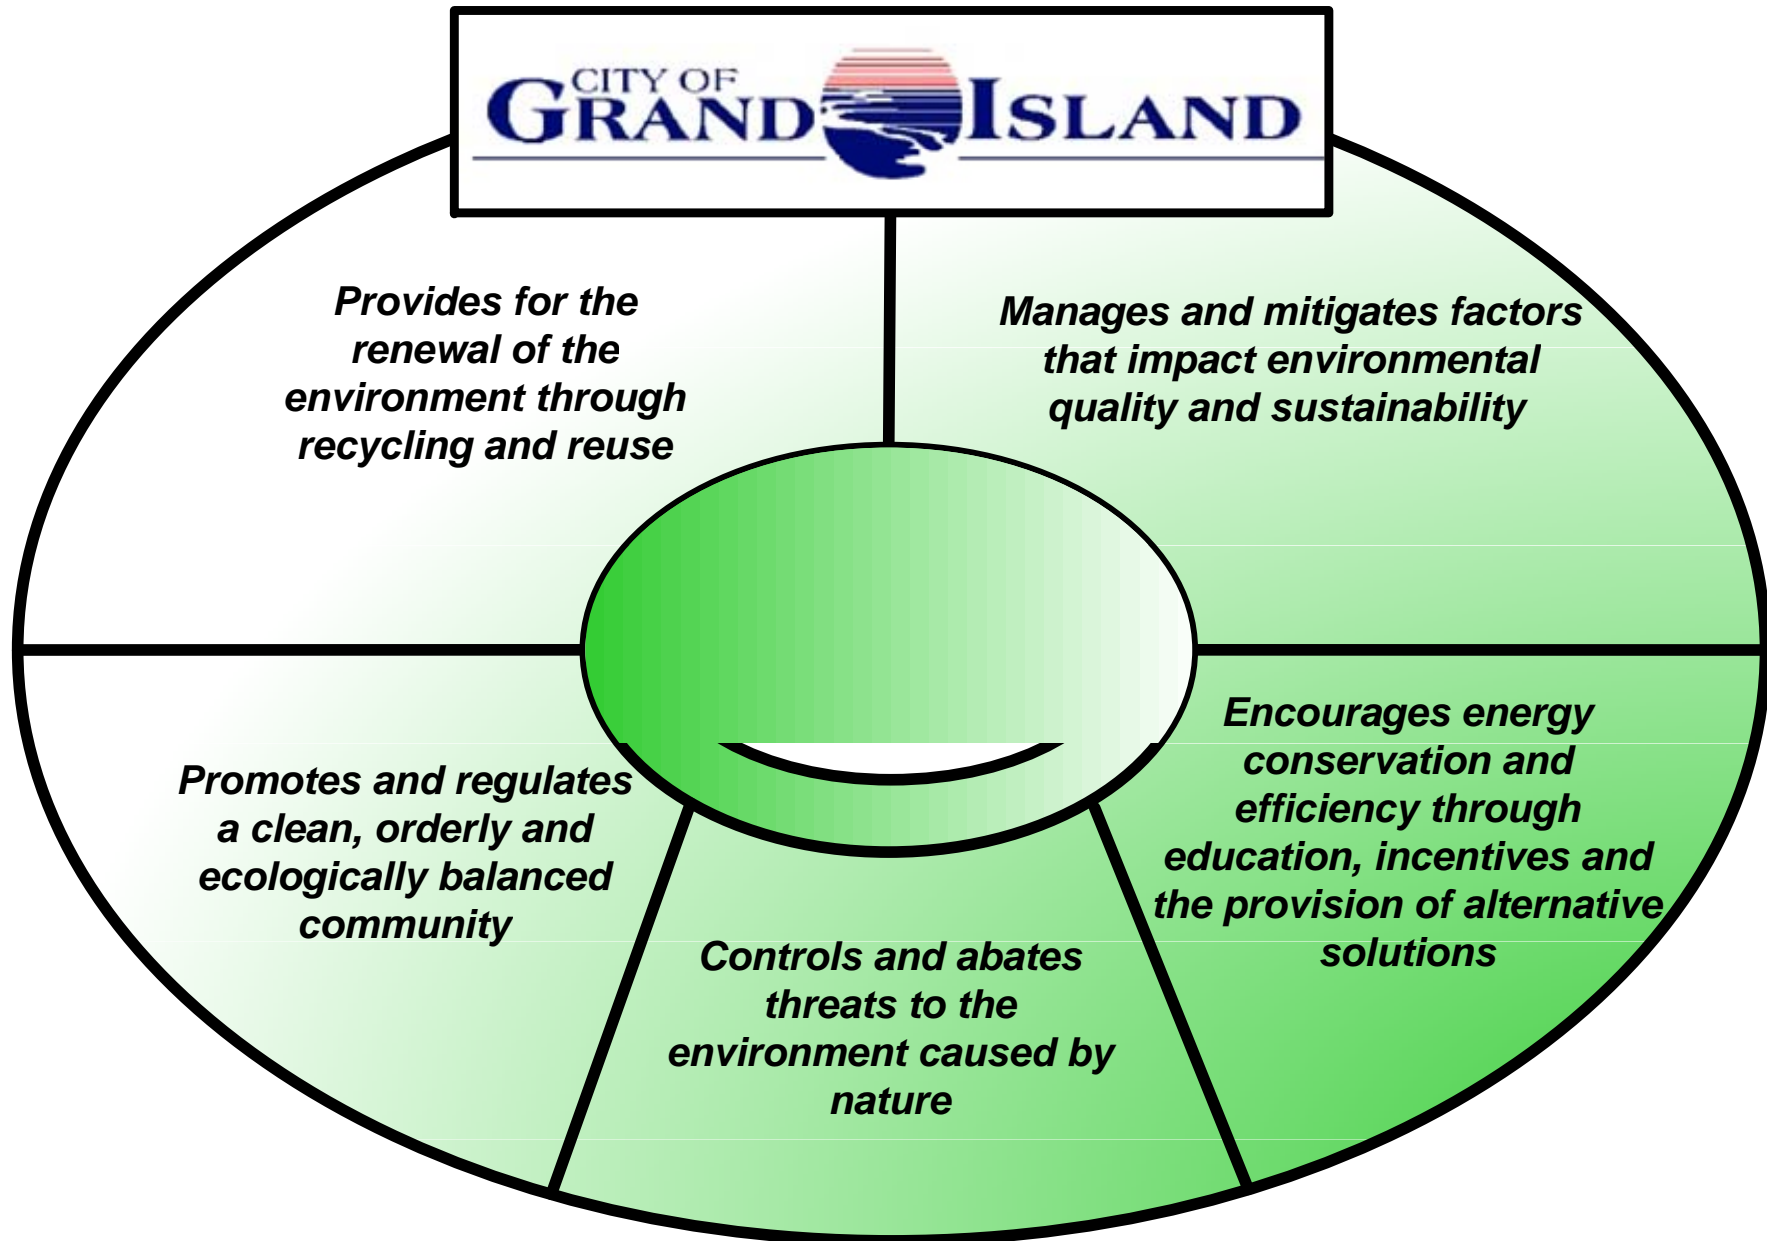 CITY OF
GRAND ISLAND
Provides for the
renewal of the
environment through
recycling and reuse
Manages and mitigates factors
that impact environmental
quality and sustainability
Promotes and regulates
a clean, orderly and
ecologically balanced
community
Controls and abates
threats to the
environment caused by
nature
Encourages energy
conservation and
efficiency through
education, incentives and
the provision of alternative
solutions